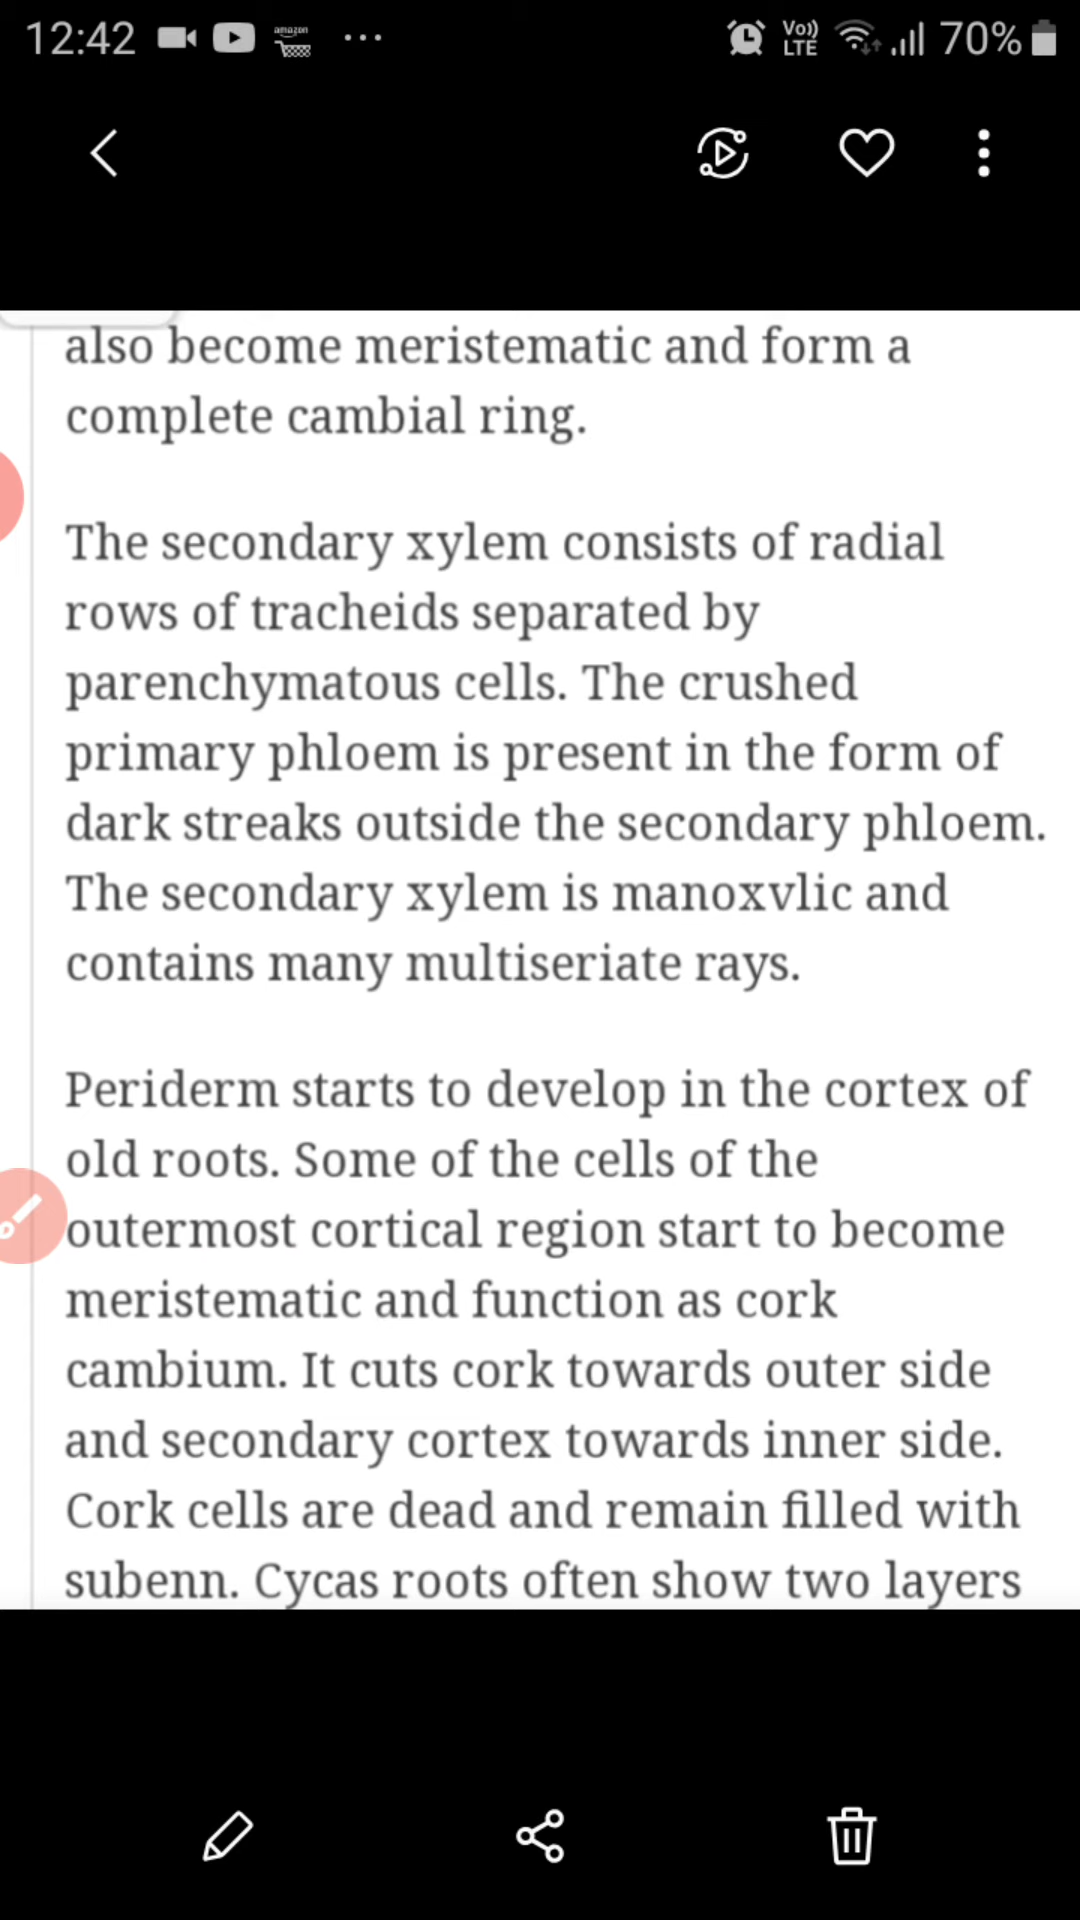 12:42
amazon
Vo))
LTE
70%
also become meristematic and form a
complete cambial ring.
The secondary xylem consists of radial
rows of tracheids separated by
parenchymatous cells. The crushed
primary phloem is present in the form of
dark streaks outside the secondary phloem.
The secondary xylem is manoxvlic and
contains many multiseriate rays.
Periderm starts to develop in the cortex of
old roots. Some of the cells of the
outermost cortical region start to become
meristematic and function as cork
cambium. It cuts cork towards outer side
and secondary cortex towards inner side.
Cork cells are dead and remain filled with
subenn. Cycas roots often show two layers